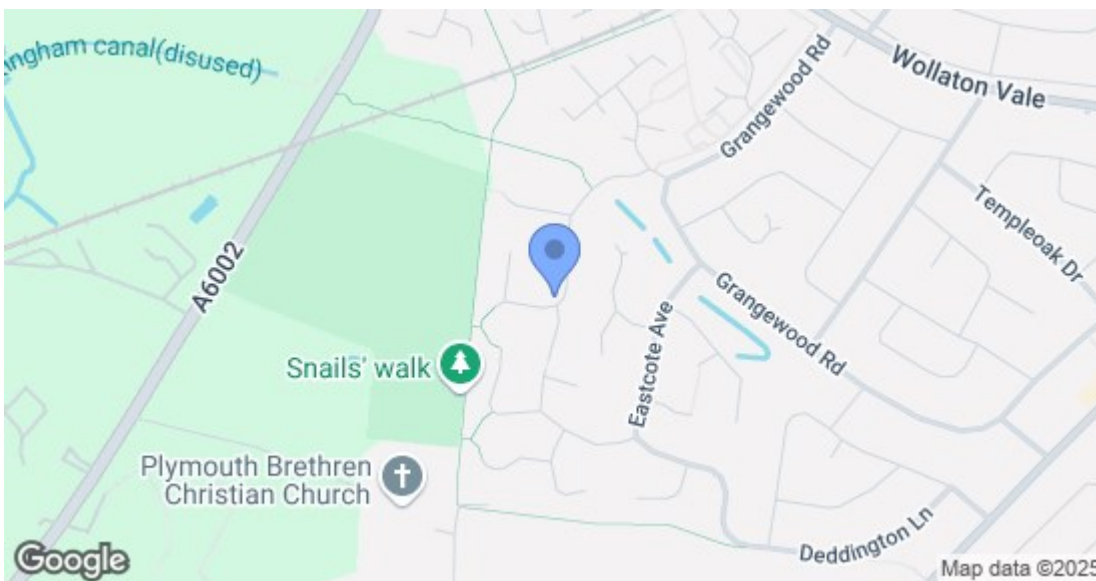 ingham canal(disused)
A6002
Grangewood Rd
Wollaton Vale
Templeoak Dr
Grangewood Rd
Eastcote Ave
Snails' walk
Plymouth Brethren
Christian Church
Deddington Ln
Google
Map data ©2025